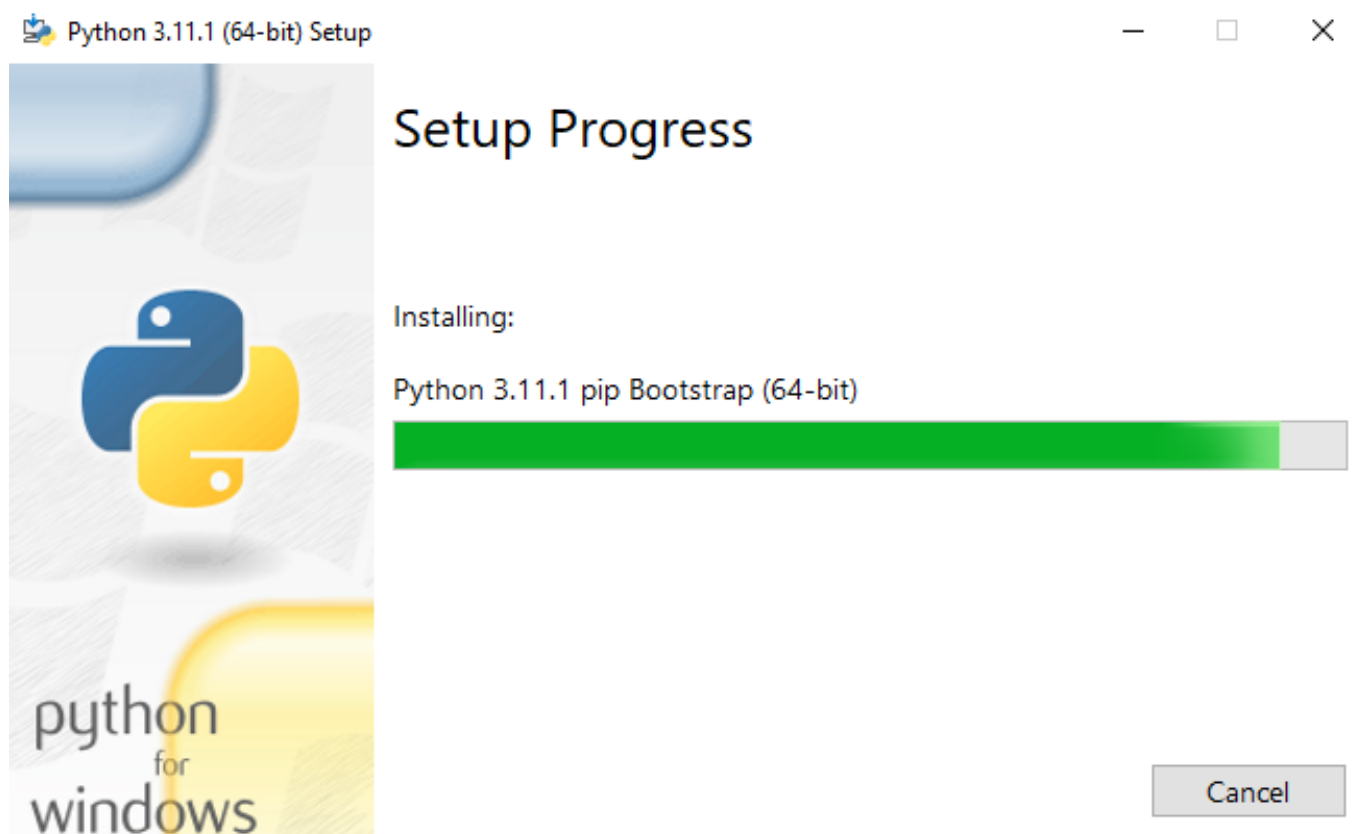 Python 3.11.1 (64-bit) Setup
Setup Progress
Installing:
Python 3.11.1 pip Bootstrap (64-bit)
python
for
windows
Cancel